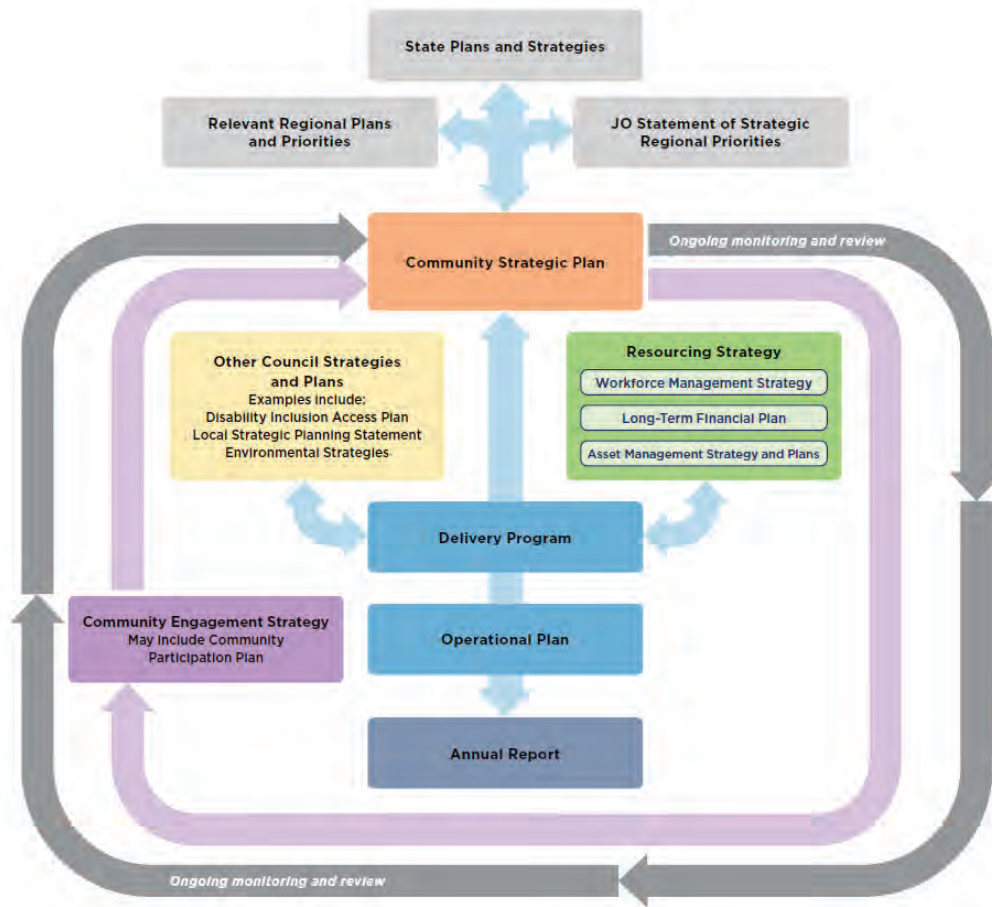 State Plans and Strategies
Relevant Regional Plans
and Priorities
JO Statement of Strategic
Regional Priorities
Community Strategic Plan
Ongoing monitoring and review
Other Council Strategies
and Plans
Examples include:
Disability Inclusion Access Plan
Local Strategic Planning Statement
Environmental Strategies
Resourcing Strategy
Workforce Management Strategy
Long-Term Financial Plan
Asset Management Strategy and Plans
Delivery Program
Community Engagement Strategy
May Include Community
Participation Plan
Operational Plan
Annual Report
Ongoing monitoring and review